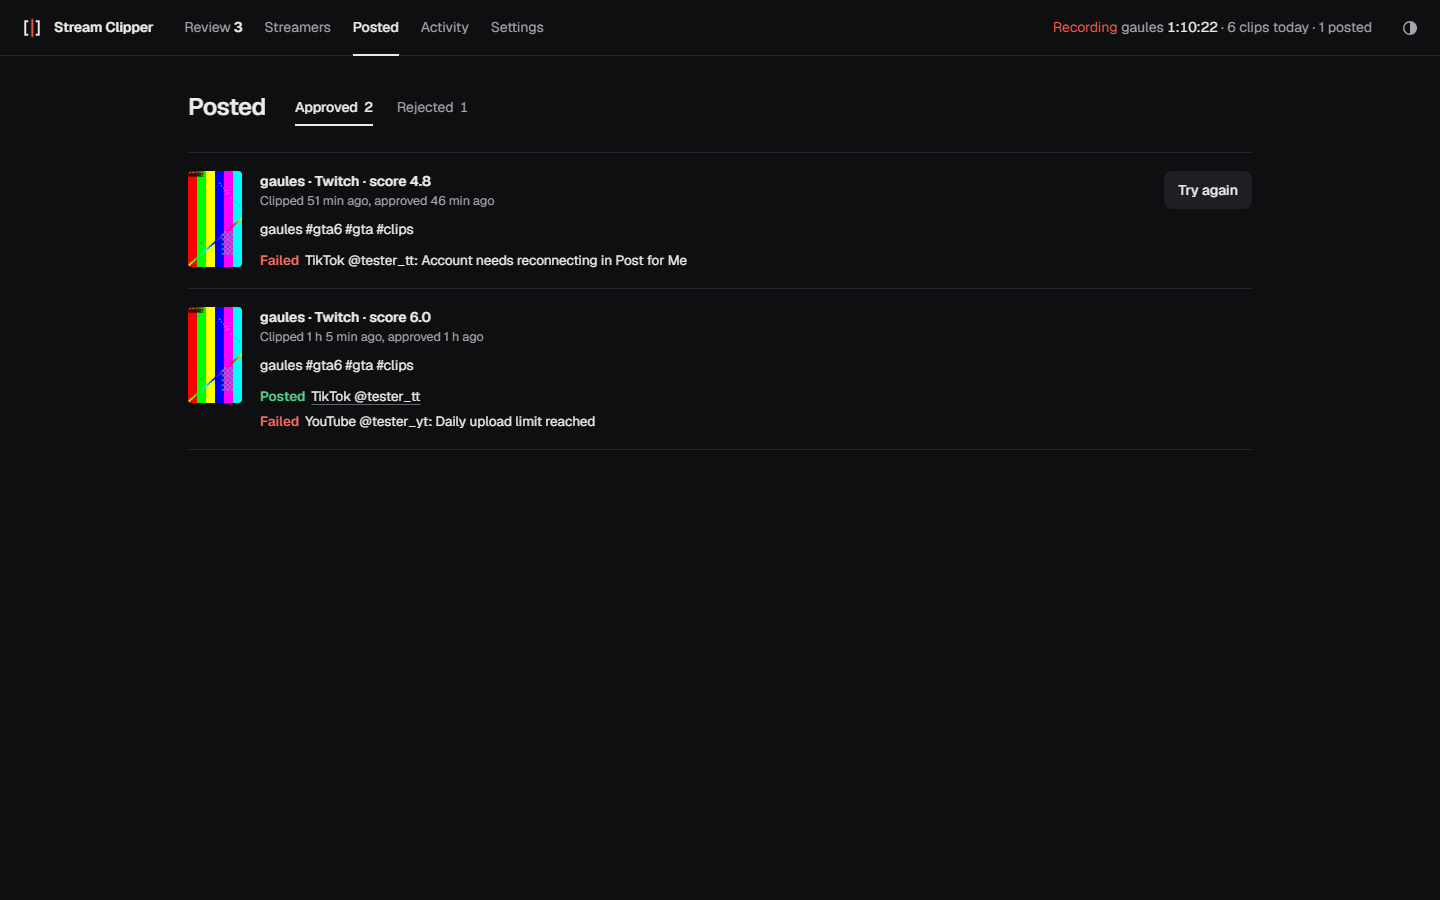 Stream Clipper Review 3 Streamers Posted Activity Settings Recording gaules 1:10:22 · 6 clips today · 1 posted
Posted Approved 2 Rejected 1
gaules · Twitch · score 4.8
Clipped 51 min ago, approved 46 min ago
gaules #gta6 #gta #clips
Failed TikTok @tester_tt: Account needs reconnecting in Post for Me
Try again
gaules · Twitch · score 6.0
Clipped 1 h 5 min ago, approved 1 h ago
gaules #gta6 #gta #clips
Posted TikTok @tester_tt
Failed YouTube @tester_yt: Daily upload limit reached